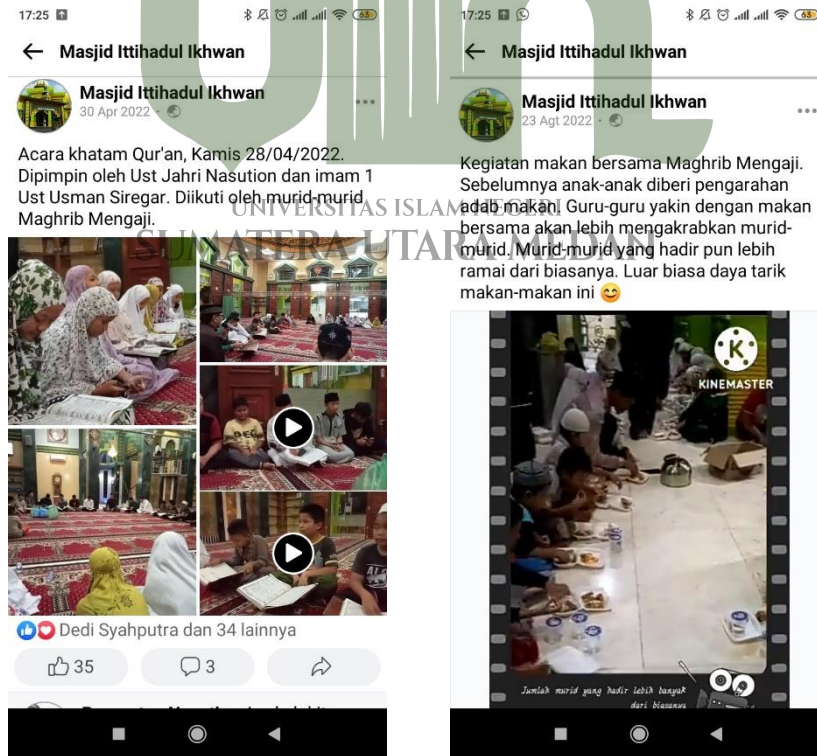 17:25
63
Masjid Ittihadul Ikhwan
Masjid Ittihadul Ikhwan
30 Apr 2022
Acara khatam Qur'an, Kamis 28/04/2022.
Dipimpin oleh Ust Jahri Nasution dan imam 1
Ust Usman Siregar. Diikuti oleh murid-murid
Maghrib Mengaji.
Dedi Syahputra dan 34 lainnya
35
3
17:25
63
Masjid Ittihadul Ikhwan
Masjid Ittihadul Ikhwan
23 Agt 2022
Kegiatan makan bersama Maghrib Mengaji.
Sebelumnya anak-anak diberi pengarahan
adab makan. Guru-guru yakin dengan makan
bersama akan lebih mengakrabkan murid-
murid. Murid-murid yang hadir pun lebih
ramai dari biasanya. Luar biasa daya tarik
makan-makan ini 😊
K
KINEMASTER
Jumlah murid yang hadir lebih banyak
dari biasanya
UNIVERSITAS ISLAM NEGERI
SUMATERA UTARA MEDAN